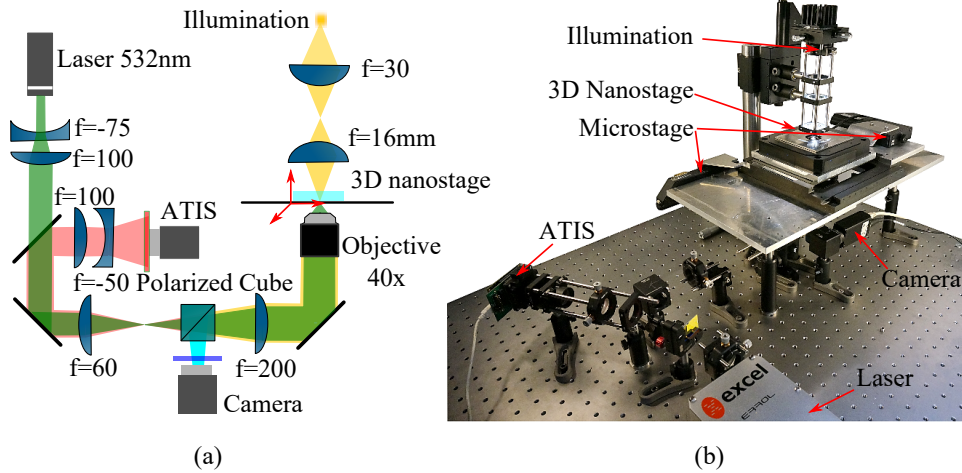 Illumination
Laser 532nm
f=30
f=-75
f=100
f=16mm
f=100
3D nanostage
ATIS
Objective
40x
f=-50 Polarized Cube
f=60
f=200
Camera
(a)
Illumination
3D Nanostage
Microstage
ATIS
Camera
Laser
excel
ERROL
(b)